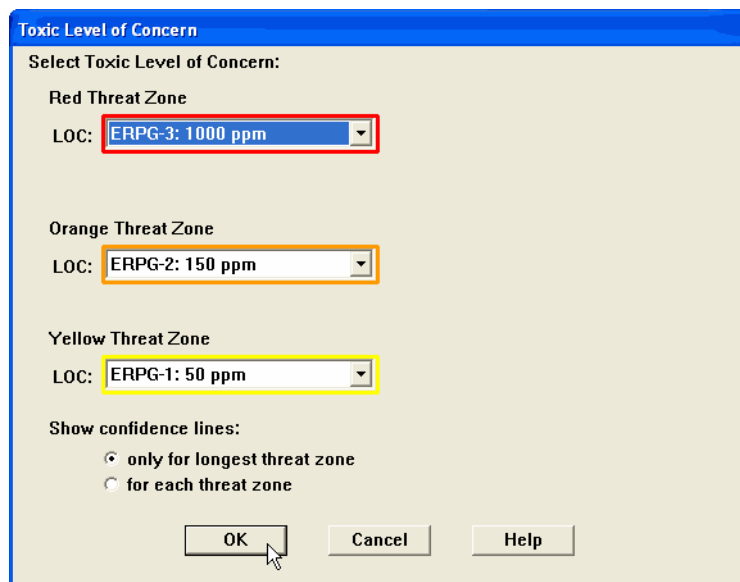 Toxic Level of Concern
Select Toxic Level of Concern:
Red Threat Zone
LOC: ERPG-3: 1000 ppm
Orange Threat Zone
LOC: ERPG-2: 150 ppm
Yellow Threat Zone
LOC: ERPG-1: 50 ppm
Show confidence lines:
only for longest threat zone
for each threat zone
OK Cancel Help